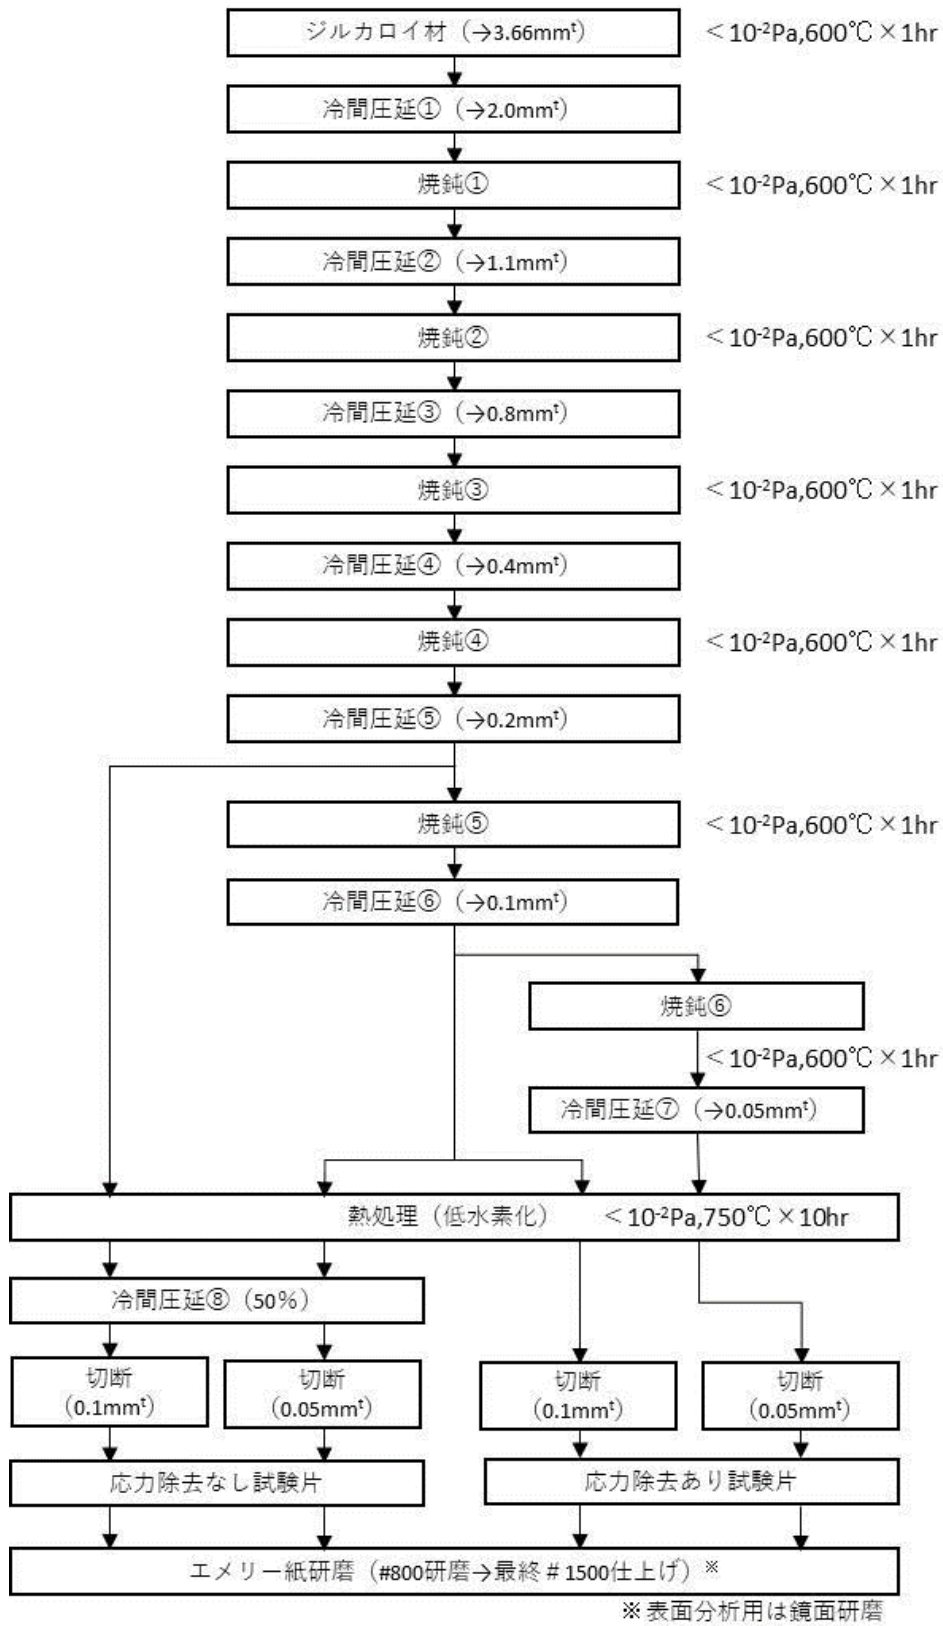 ジルカロイ材（→3.66mmᵗ） ＜10⁻²Pa,600℃×1hr
冷間圧延①（→2.0mmᵗ）
焼鈍① ＜10⁻²Pa,600℃×1hr
冷間圧延②（→1.1mmᵗ）
焼鈍② ＜10⁻²Pa,600℃×1hr
冷間圧延③（→0.8mmᵗ）
焼鈍③ ＜10⁻²Pa,600℃×1hr
冷間圧延④（→0.4mmᵗ）
焼鈍④ ＜10⁻²Pa,600℃×1hr
冷間圧延⑤（→0.2mmᵗ）
焼鈍⑤ ＜10⁻²Pa,600℃×1hr
冷間圧延⑥（→0.1mmᵗ）
焼鈍⑥
＜10⁻²Pa,600℃×1hr
冷間圧延⑦（→0.05mmᵗ）
熱処理（低水素化） ＜10⁻²Pa,750℃×10hr
冷間圧延⑧（50％）
切断
（0.1mmᵗ）
切断
（0.05mmᵗ）
切断
（0.1mmᵗ）
切断
（0.05mmᵗ）
応力除去なし試験片
応力除去あり試験片
エメリー紙研磨（#800研磨→最終＃1500仕上げ）※
※表面分析用は鏡面研磨